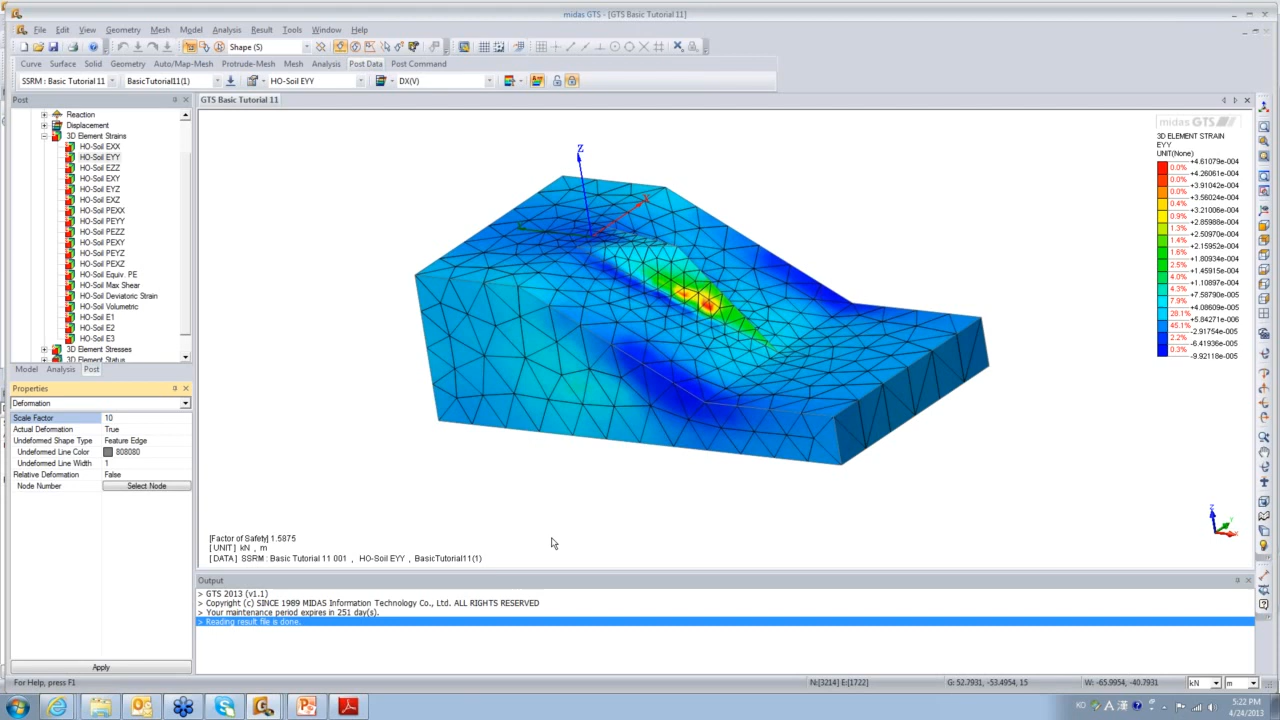 midas GTS - [GTS Basic Tutorial 11]
File Edit View Geometry Mesh Model Analysis Result Tools Window Help
Shape (S)
Curve Surface Solid Geometry Auto/Map-Mesh Protrude-Mesh Mesh Analysis Post Data Post Command
SSRM : Basic Tutorial 11 BasicTutorial11(1) HO-Soil EYY DX(V)
Post
GTS Basic Tutorial 11
Reaction
Displacement
3D Element Strains
HO-Soil EXX
HO-Soil EYY
HO-Soil EZZ
HO-Soil EXY
HO-Soil EYZ
HO-Soil EXZ
HO-Soil PEXX
HO-Soil PEYY
HO-Soil PEZZ
HO-Soil PEXY
HO-Soil PEYZ
HO-Soil PEXZ
HO-Soil Equiv. PE
HO-Soil Max Shear
HO-Soil Deviatoric Strain
HO-Soil Volumetric
HO-Soil E1
HO-Soil E2
HO-Soil E3
3D Element Stresses
3D Element Status
Model Analysis Post
Properties
Deformation
Scale Factor 10
Actual Deformation True
Undeformed Shape Type Feature Edge
Undeformed Line Color 808080
Undeformed Line Width 1
Relative Deformation False
Node Number Select Node
Apply
Z
X
midas GTS
3D ELEMENT STRAIN
EYY
UNIT(None)
+4.61079e-004
0.0%
+4.26061e-004
0.0%
+3.91042e-004
0.0%
+3.56024e-004
0.4%
+3.21006e-004
0.9%
+2.85988e-004
1.3%
+2.50970e-004
1.4%
+2.15952e-004
1.6%
+1.80934e-004
2.5%
+1.45915e-004
4.0%
+1.10897e-004
4.3%
+7.58790e-005
7.9%
+4.08609e-005
28.1%
+5.84271e-006
45.1%
-2.91754e-005
2.2%
-6.41936e-005
0.3%
-9.92118e-005
Z
Y
X
[Factor of Safety] 1.5875
[UNIT] kN , m
[DATA] SSRM : Basic Tutorial 11 001 , HO-Soil EYY , BasicTutorial11(1)
Output
> GTS 2013 (v1.1)
> Copyright (c) SINCE 1989 MIDAS Information Technology Co., Ltd. ALL RIGHTS RESERVED
> Your maintenance period expires in 251 day(s).
> Reading result file is done.
For Help, press F1
N:[3214] E:[1722]
G: 52.7931, -53.4954, 15
W: -65.9954, -40.7931
kN m
KO A 漢
5:22 PM
4/24/2013